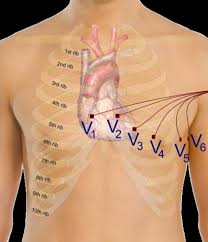 1st rib
2nd rib
3rd rib
4th rib
5th rib
6th rib
7th rib
8th rib
9th rib
10th rib
V1 V2 V3 V4 V5 V6